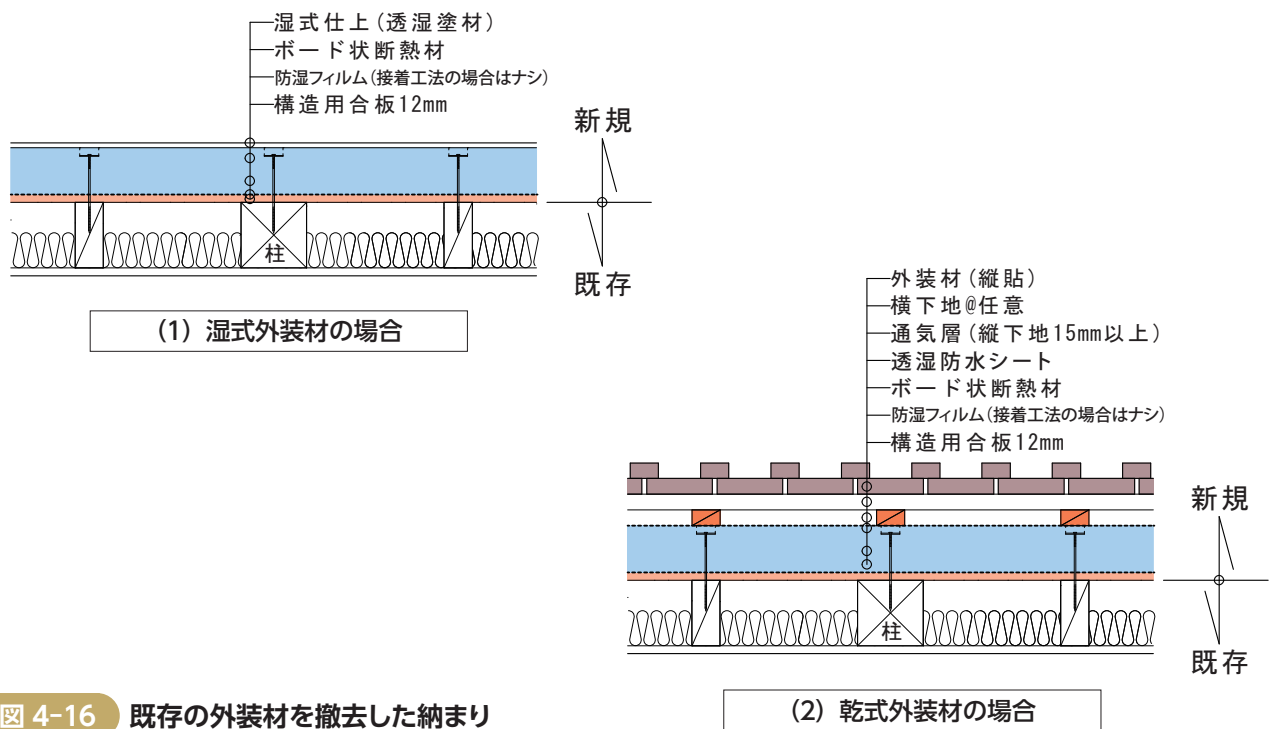 湿式仕上(透湿塗材)
ボード状断熱材
防湿フィルム(接着工法の場合はナシ)
構造用合板12mm
新規
既存
柱
(1) 湿式外装材の場合
外装材(縦貼)
横下地@任意
通気層(縦下地15mm以上)
透湿防水シート
ボード状断熱材
防湿フィルム(接着工法の場合はナシ)
構造用合板12mm
新規
既存
柱
(2) 乾式外装材の場合
図 4-16 既存の外装材を撤去した納まり